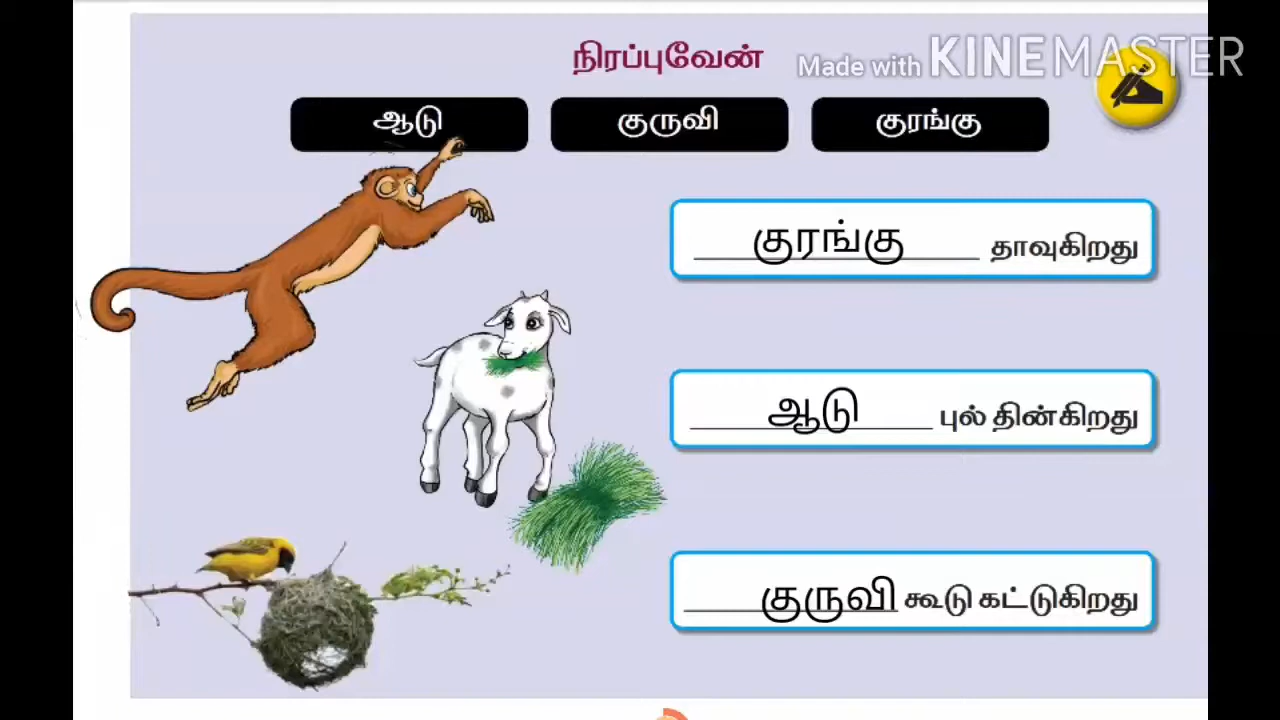 நிரப்புவேன்
Made with KINEMASTER
ஆடு குருவி குரங்கு
குரங்கு தாவுகிறது
ஆடு புல் தின்கிறது
குருவி கூடு கட்டுகிறது